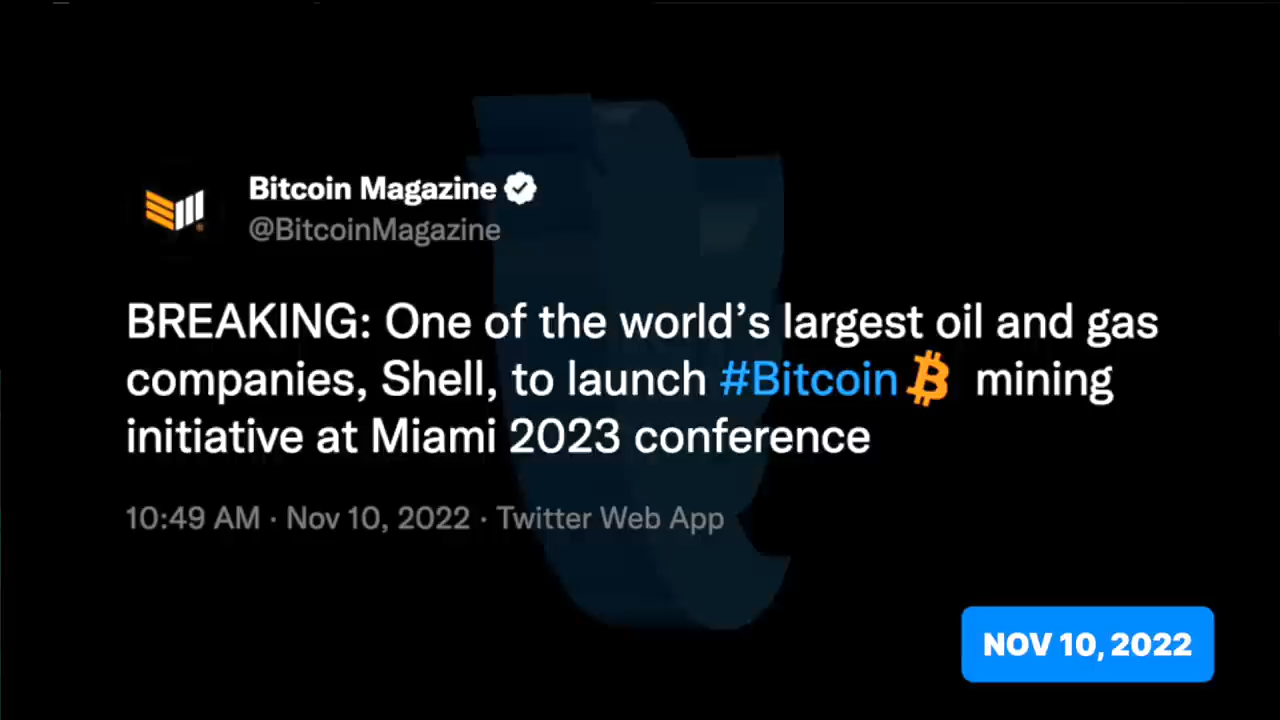 Bitcoin Magazine
@BitcoinMagazine
BREAKING: One of the world’s largest oil and gas
companies, Shell, to launch #Bitcoin mining
initiative at Miami 2023 conference
10:49 AM · Nov 10, 2022 · Twitter Web App
NOV 10, 2022